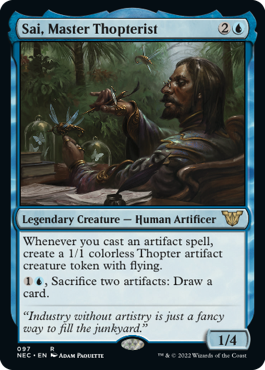 Sai, Master Thopterist 2
Legendary Creature — Human Artificer
Whenever you cast an artifact spell,
create a 1/1 colorless Thopter artifact
creature token with flying.
1, Sacrifice two artifacts: Draw a
card.
“Industry without artistry is just a fancy
way to fill the junkyard.”
1/4
097 R
NEC • EN ADAM PAQUETTE
™ & © 2022 Wizards of the Coast